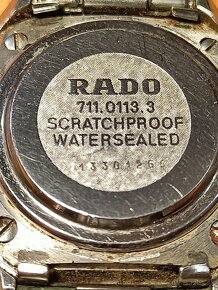 RADO
711.0113.3
SCRATCHPROOF
WATERSEALED